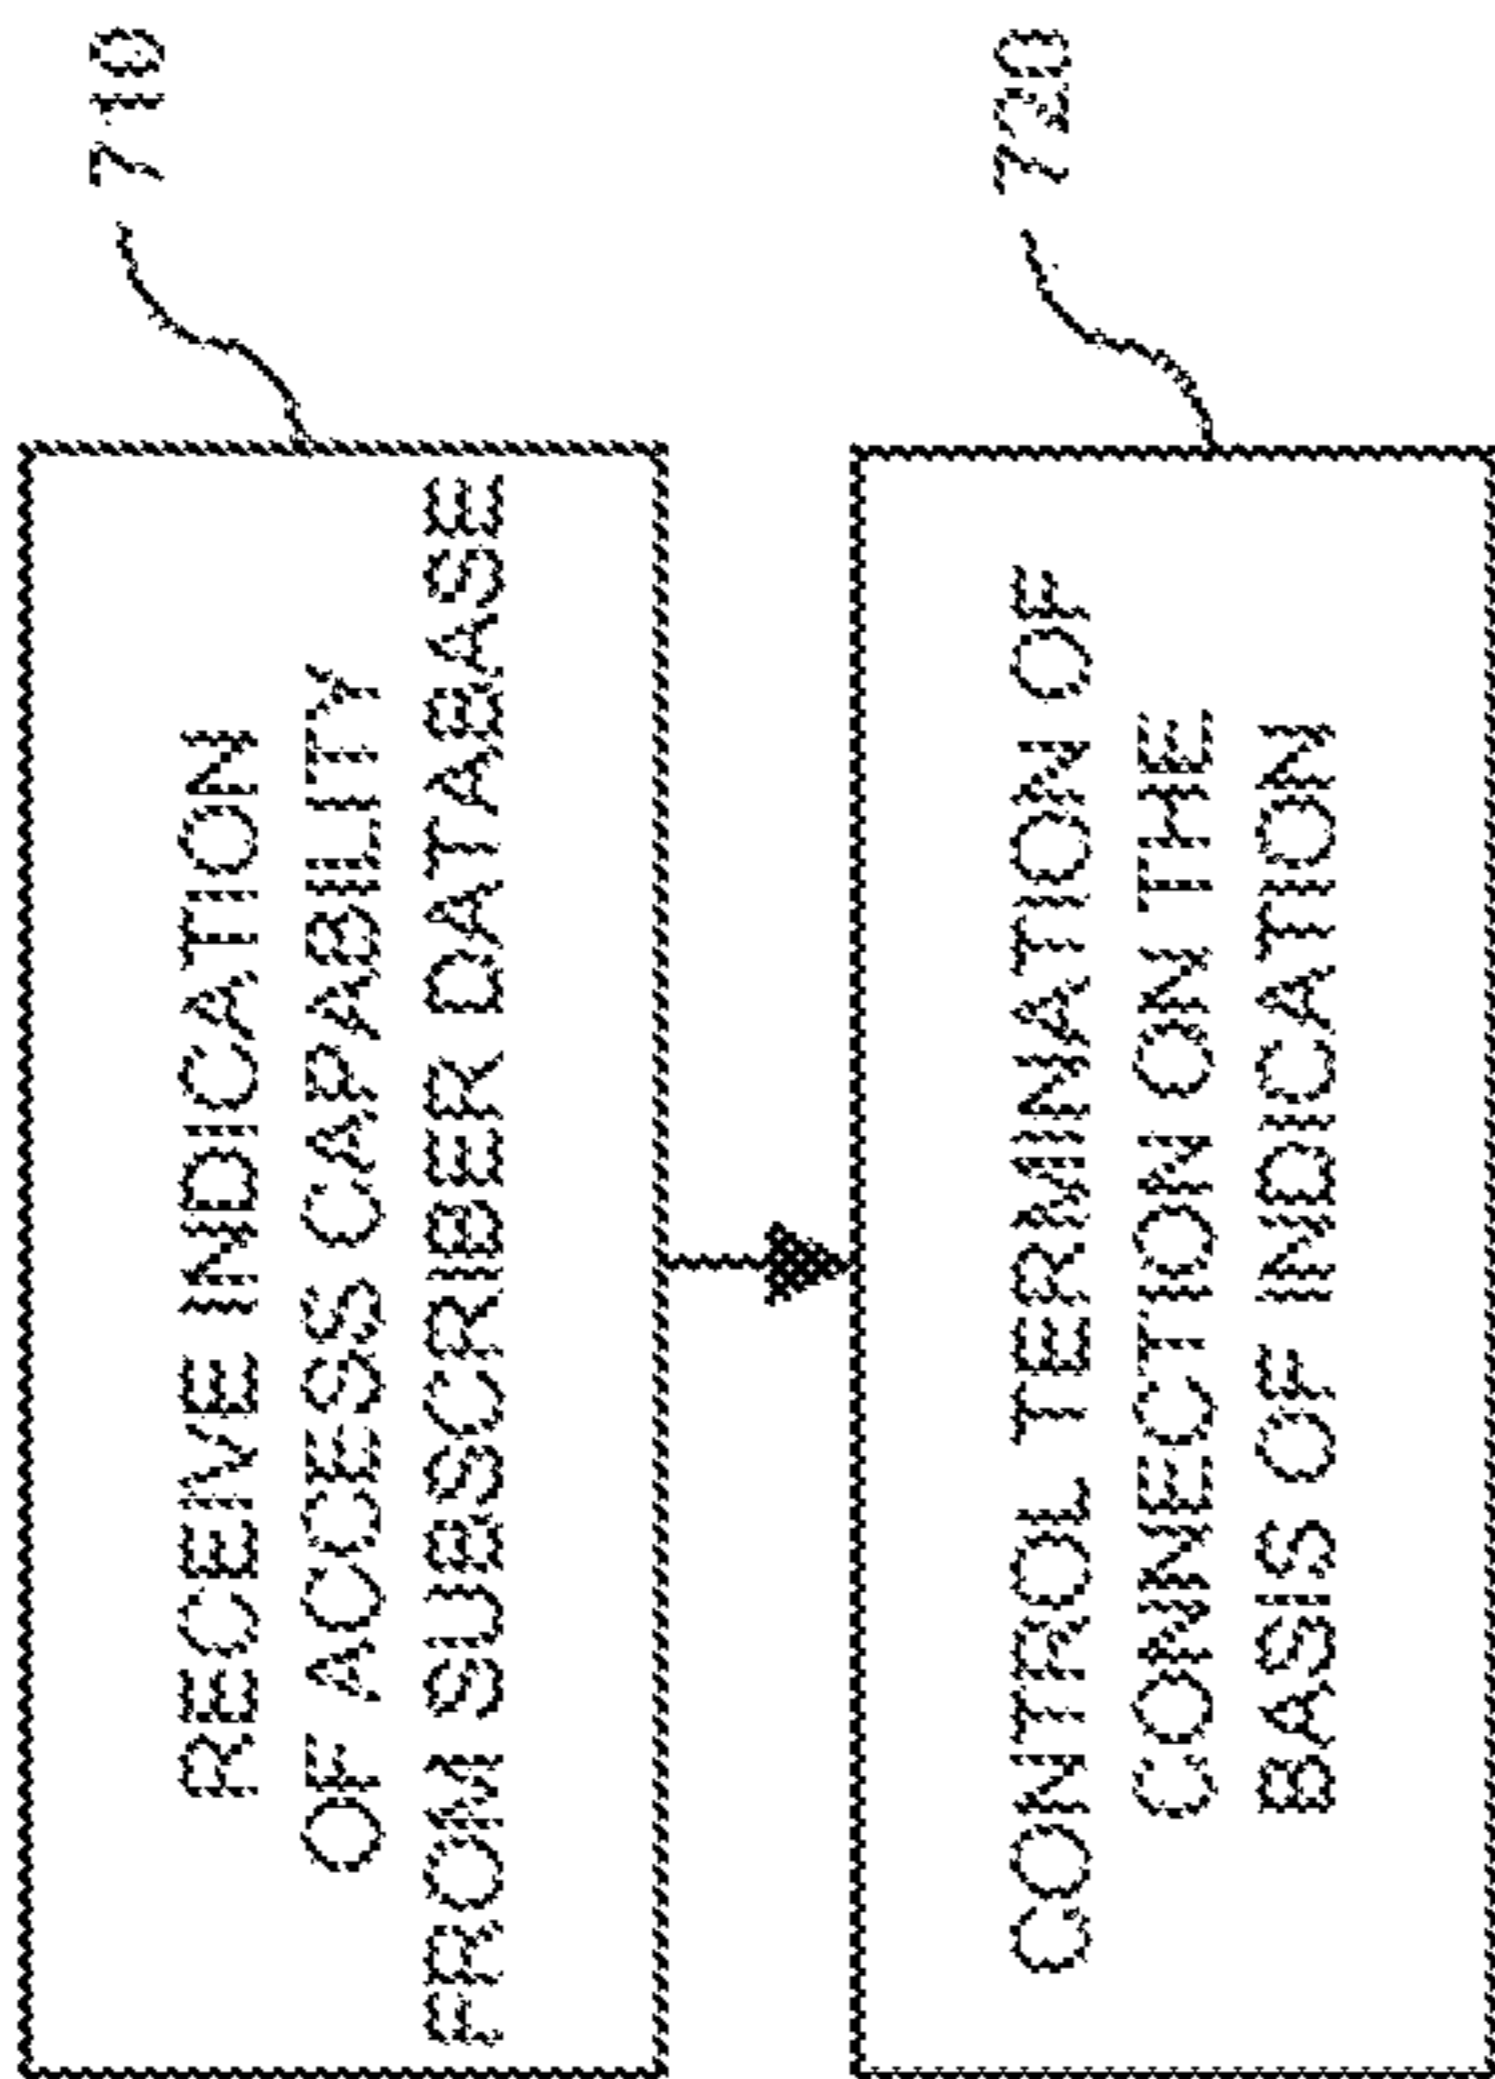 RECEIVE INDICATION
OF ACCESS CAPABILITY
FROM SUBSCRIBER DATABASE
710
CONTROL TERMINATION OF
CONNECTION ON THE
BASIS OF INDICATION
720